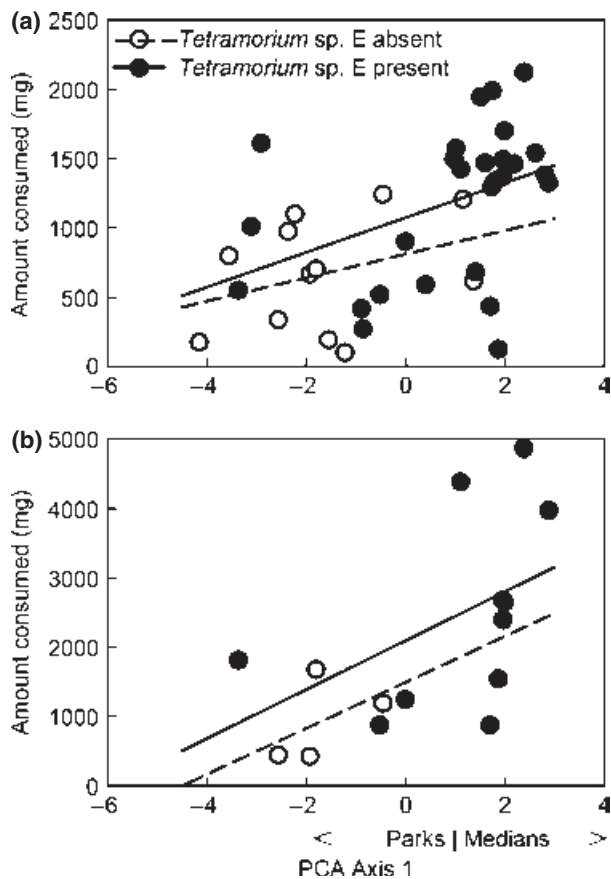 (a)
2500
2000
1500
1000
500
0
Amount consumed (mg)
Tetramorium sp. E absent
Tetramorium sp. E present
−6 −4 −2 0 2 4
(b)
5000
4000
3000
2000
1000
0
Amount consumed (mg)
−6 −4 −2 0 2 4
< Parks | Medians >
PCA Axis 1